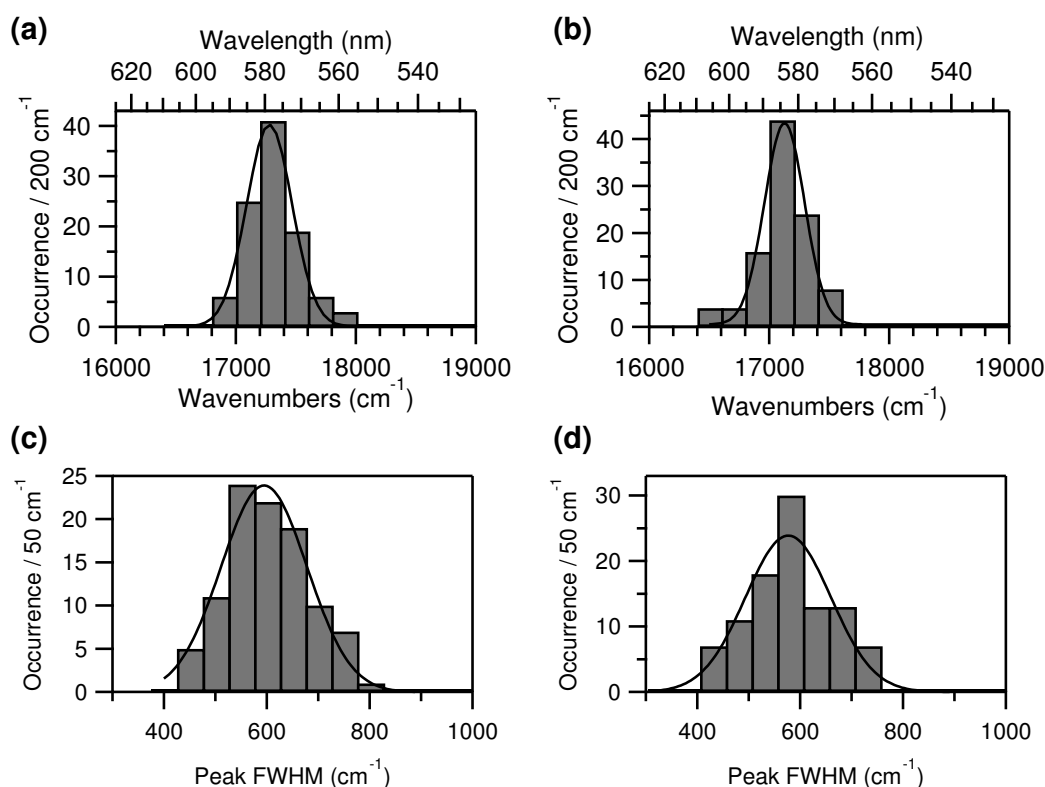 (a)
Wavelength (nm)
620 600 580 560 540
Occurrence / 200 cm⁻¹
40
30
20
10
0
16000 17000 18000 19000
Wavenumbers (cm⁻¹)
(b)
Wavelength (nm)
620 600 580 560 540
Occurrence / 200 cm⁻¹
40
30
20
10
0
16000 17000 18000 19000
Wavenumbers (cm⁻¹)
(c)
Occurrence / 50 cm⁻¹
25
20
15
10
5
0
400 600 800 1000
Peak FWHM (cm⁻¹)
(d)
Occurrence / 50 cm⁻¹
30
20
10
0
400 600 800 1000
Peak FWHM (cm⁻¹)